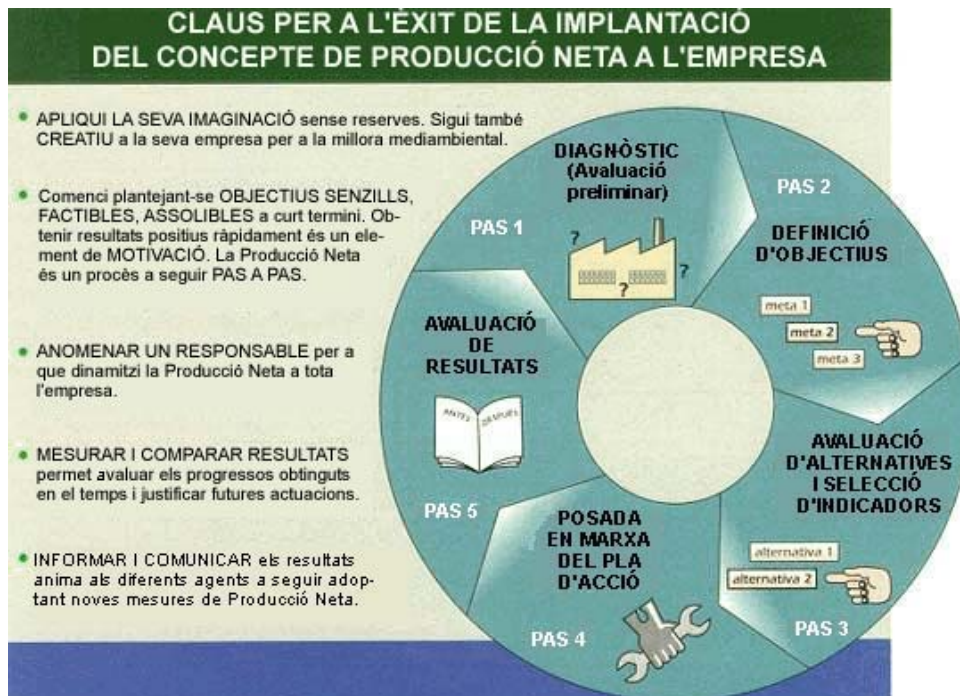 CLAUS PER A L'ÈXIT DE LA IMPLANTACIÓ
DEL CONCEPTE DE PRODUCCIÓ NETA A L'EMPRESA
APLIQUI LA SEVA IMAGINACIÓ sense reserves. Sigui també
CREATIU a la seva empresa per a la millora mediambiental.
Comenci plantejant-se OBJECTIUS SENZILLS,
FACTIBLES, ASSOLIBLES a curt termini. Ob-
tenir resultats positius ràpidament és un ele-
ment de MOTIVACIÓ. La Producció Neta
és un procès a seguir PAS A PAS.
ANOMENAR UN RESPONSABLE per a
que dinamitzi la Producció Neta a tota
l'empresa.
MESURAR I COMPARAR RESULTATS
permet avaluar els progressos obtinguts
en el temps i justificar futures actuacions.
INFORMAR I COMUNICAR els resultats
anima als diferents agents a seguir adop-
tant noves mesures de Producció Neta.
PAS 1
DIAGNÒSTIC
(Avaluació
preliminar)
?
?
?
PAS 2
DEFINICIÓ
D'OBJECTIUS
meta 1
meta 2
meta 3
AVALUACIÓ
D'ALTERNATIVES
I SELECCIÓ
D'INDICADORS
alternativa 1
alternativa 2
PAS 3
POSADA
EN MARXA
DEL PLA
D'ACCIÓ
PAS 4
AVALUACIÓ
DE
RESULTATS
ANTES
DESPUÉS
PAS 5